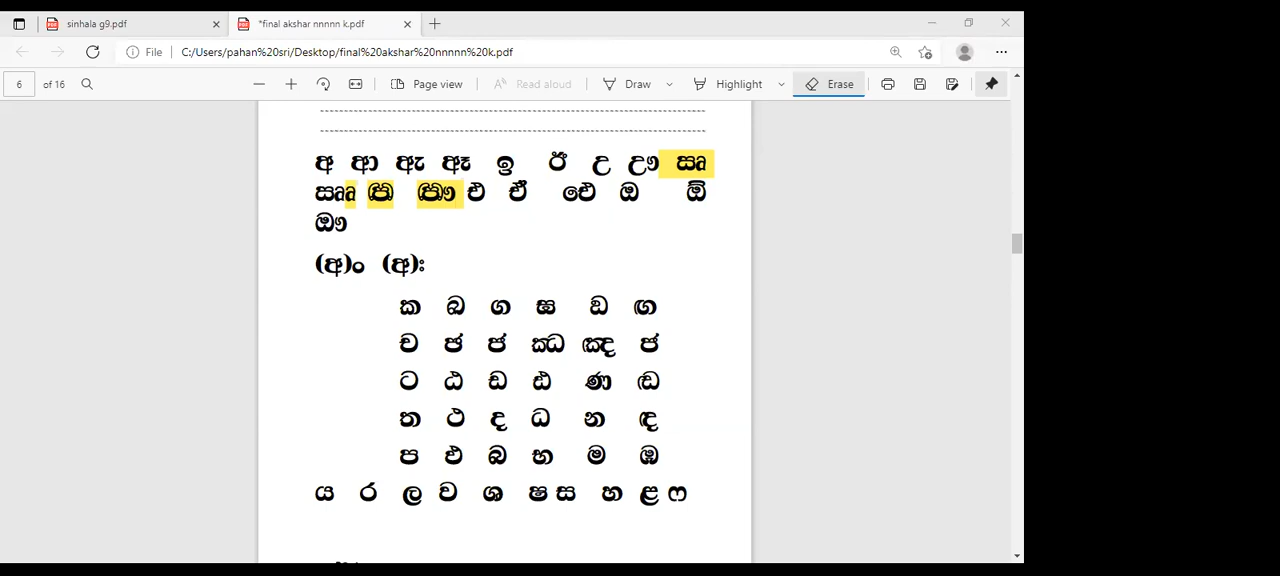 sinhala g9.pdf
*final akshar nnnnn k.pdf
File C:/Users/pahan%20sri/Desktop/final%20akshar%20nnnnn%20k.pdf
6 of 16 Page view Read aloud Draw Highlight Erase
අ ආ ඇ ඈ ඉ ඊ උ ඌ ඍ
ඎ ඏ ඐ එ ඒ ඓ ඔ ඕ
ඖ
(අ)ං (අ)ඃ
ක ඛ ග ඝ ඞ ඟ
ච ඡ ජ ඣ ඤ ඦ
ට ඨ ඩ ඪ ණ ඬ
ත ථ ද ධ න ඳ
ප ඵ බ භ ම ඹ
ය ර ල ව ශ ෂ ස හ ළ ෆ